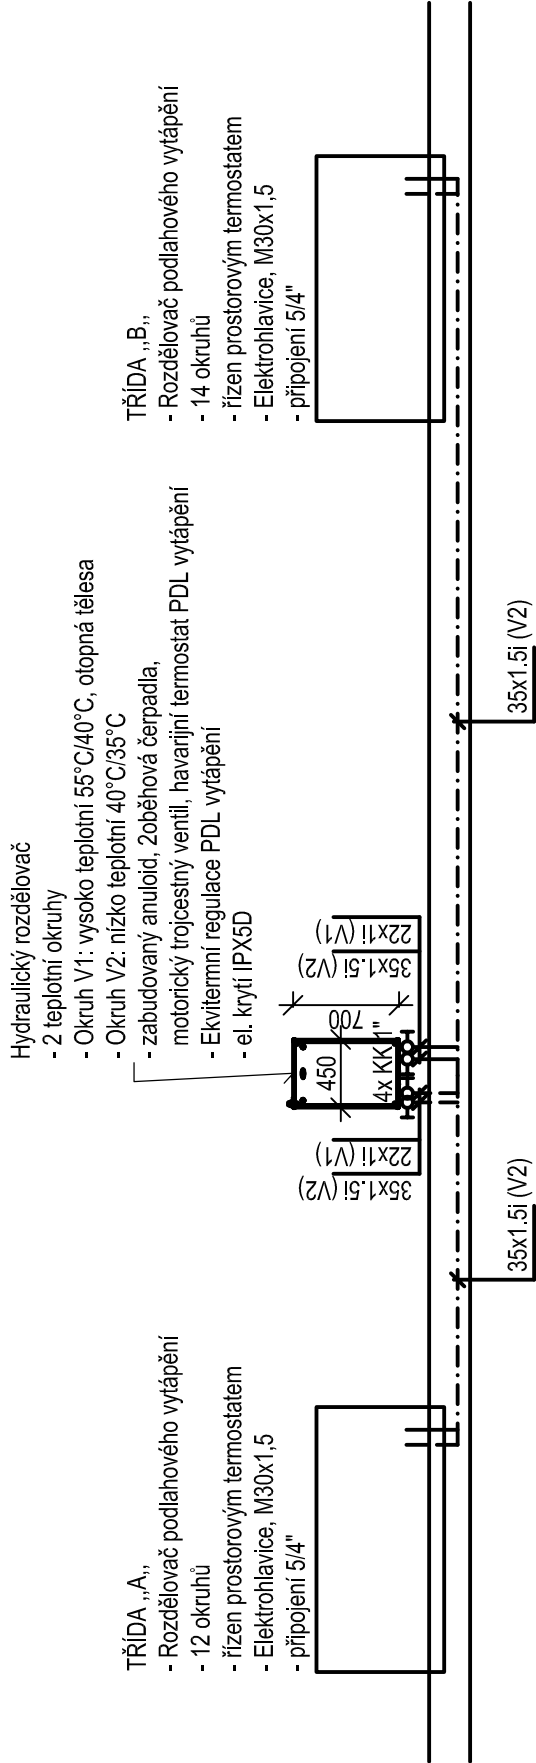 TŘÍDA ,,A,,
- Rozdělovač podlahového vytápění
- 12 okruhů
- řízen prostorovým termostatem
- Elektrohlavice, M30x1,5
- připojení 5/4"
Hydraulický rozdělovač
- 2 teplotní okruhy
- Okruh V1: vysoko teplotní 55°C/40°C, otopná tělesa
- Okruh V2: nízko teplotní 40°C/35°C
- zabudovaný anuloid, 2oběhová čerpadla,
motorický trojcestný ventil, havarijní termostat PDL vytápění
- Ekvitermní regulace PDL vytápění
- el. krytí IPX5D
TŘÍDA ,,B,,
- Rozdělovač podlahového vytápění
- 14 okruhů
- řízen prostorovým termostatem
- Elektrohlavice, M30x1,5
- připojení 5/4"
35x1.5i (V2)
22x1i (V1)
450
700
4x KK 1"
35x1.5i (V2)
22x1i (V1)
35x1.5i (V2)
35x1.5i (V2)